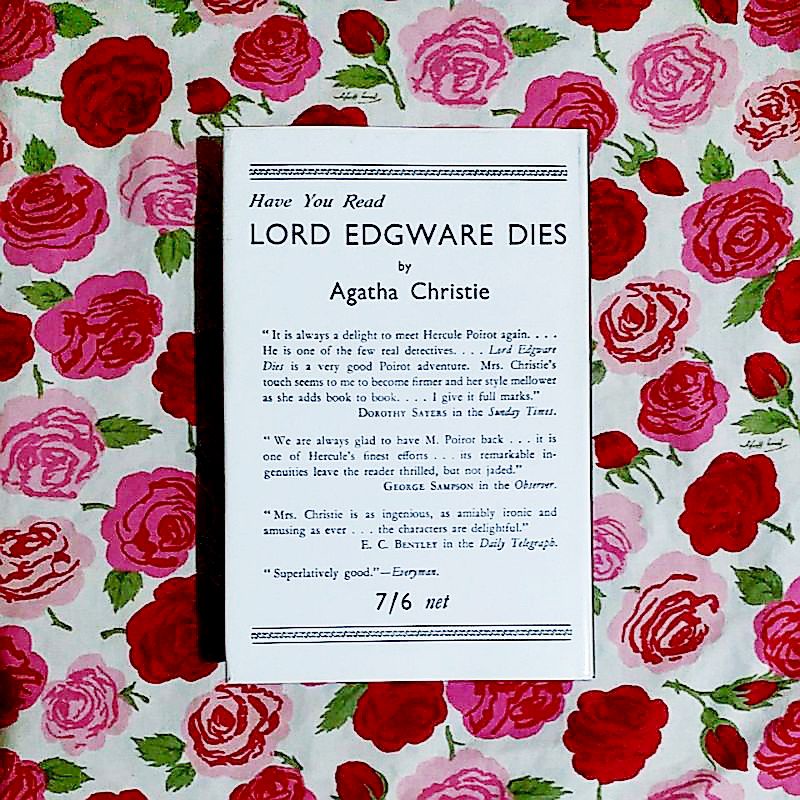 Have You Read
LORD EDGWARE DIES
by
Agatha Christie
“ It is always a delight to meet Hercule Poirot again. . . .
He is one of the few real detectives. . . . Lord Edgware
Dies is a very good Poirot adventure. Mrs. Christie’s
touch seems to me to become firmer and her style mellower
as she adds book to book. . . . I give it full marks.”
DOROTHY SAYERS in the Sunday Times.
“ We are always glad to have M. Poirot back . . . it is
one of Hercule’s finest efforts . . . its remarkable in-
genuities leave the reader thrilled, but not jaded.”
GEORGE SAMPSON in the Observer.
“ Mrs. Christie is as ingenious, as amiably ironic and
amusing as ever . . . the characters are delightful.”
E. C. BENTLEY in the Daily Telegraph.
“ Superlatively good.”—Everyman.
7/6 net